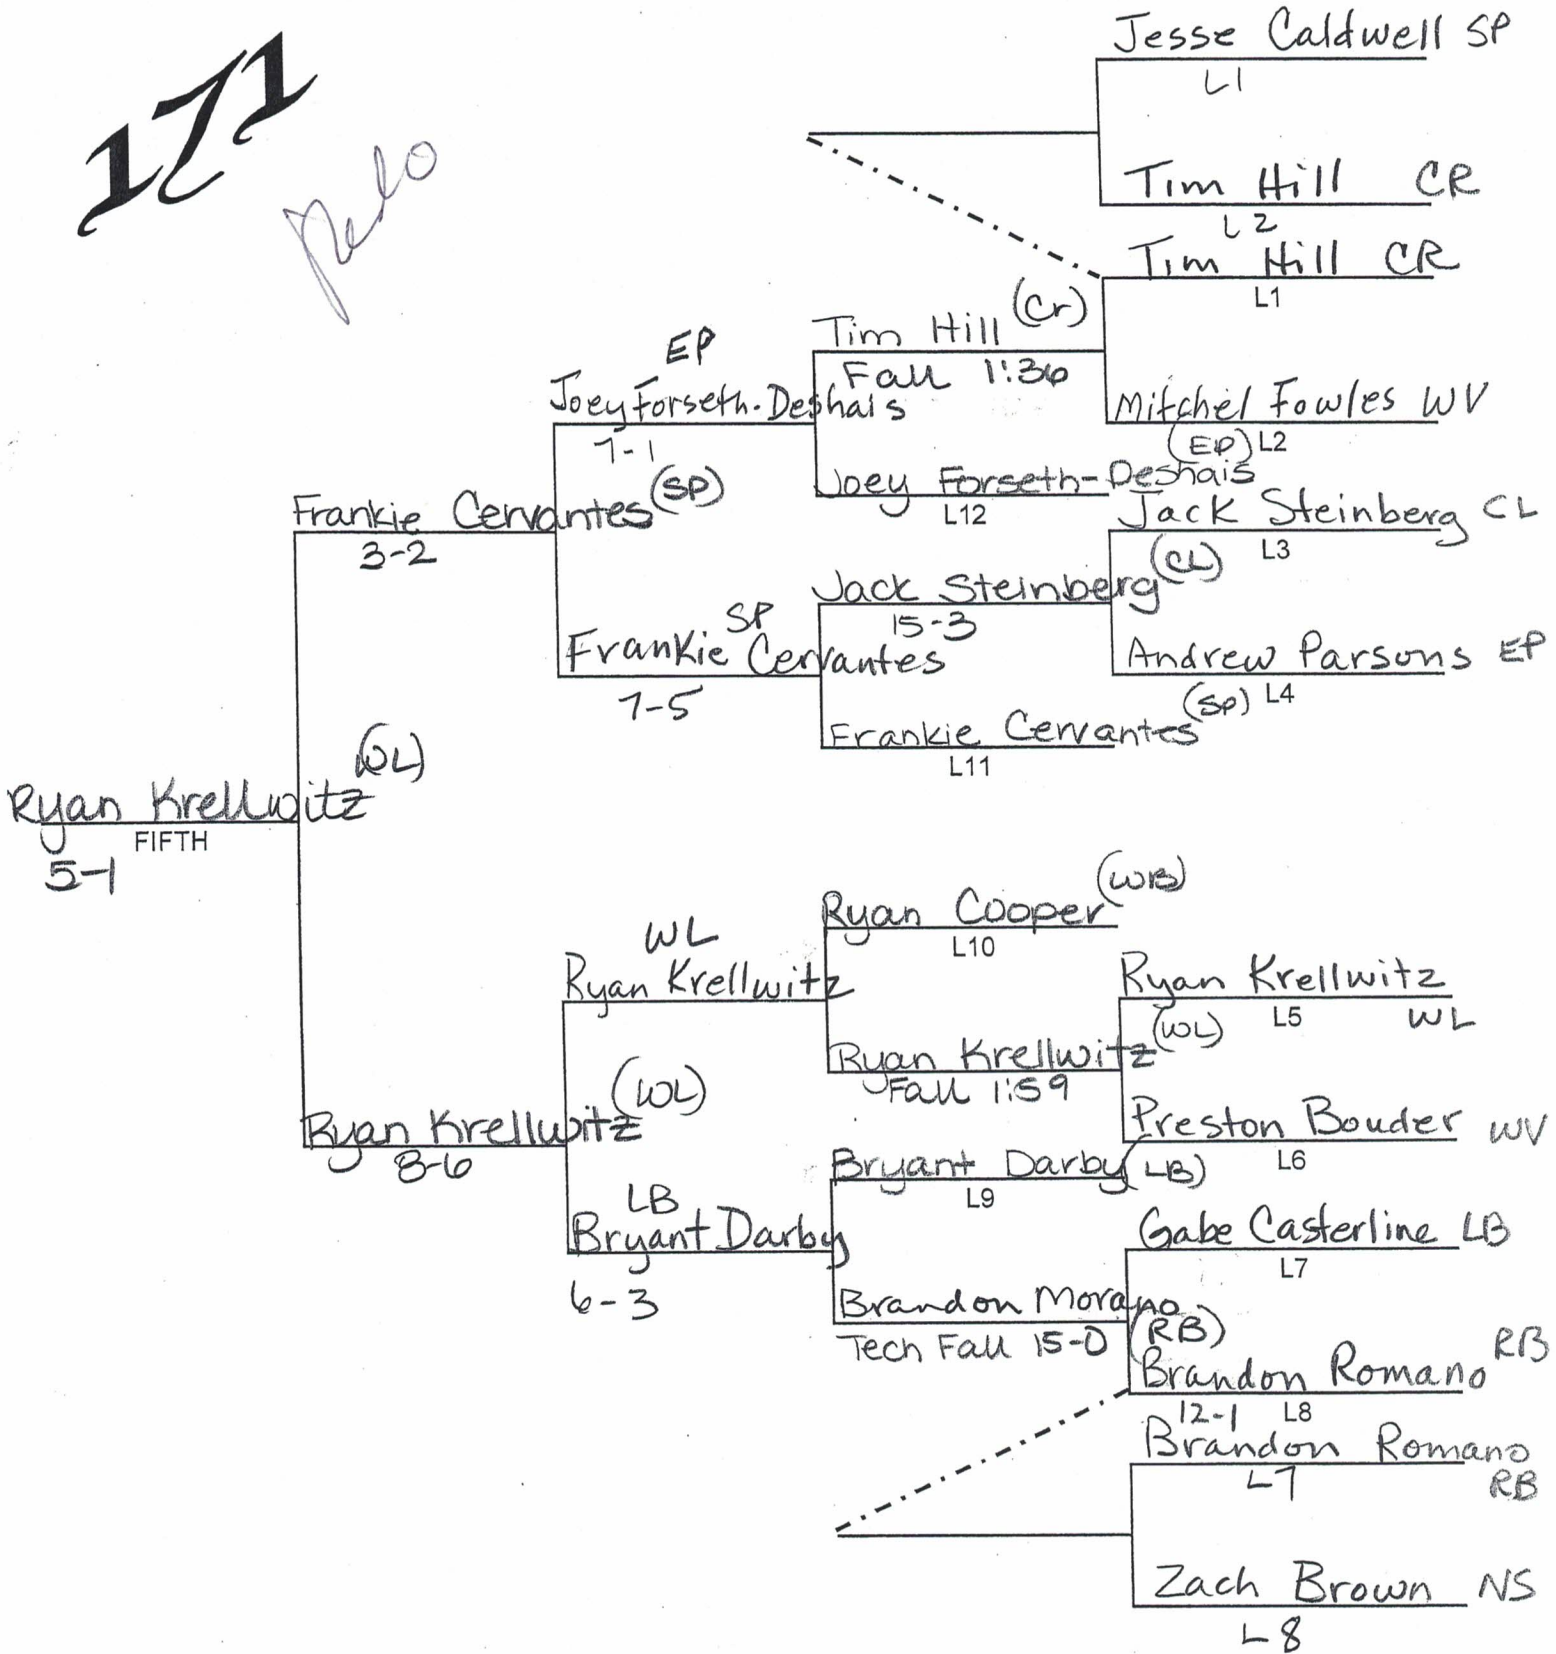 171
Jesse Caldwell SP
L1
Tim Hill CR
L2
Tim Hill CR
L1
Mitchel Fowles WV
L2
Tim Hill (Cr)
Fall 1:36
EP
Joey Forseth-Deshais
7-1
(EP)
Joey Forseth-Deshais
L12
Frankie Cervantes (SP)
3-2
Jack Steinberg CL
L3
Jack Steinberg (CL)
15-3
Andrew Parsons EP
L4
SP
Frankie Cervantes
7-5
Frankie Cervantes (SP)
L11
Ryan Krellwitz (WL)
FIFTH
5-1
Ryan Cooper (WB)
L10
WL
Ryan Krellwitz
Ryan Krellwitz
L5 WL
Ryan Krellwitz (WL)
Fall 1:59
Preston Bouder WV
L6
Ryan Krellwitz (WL)
8-6
Bryant Darby (LB)
L9
LB
Bryant Darby
6-3
Gabe Casterline LB
L7
Brandon Morano (RB)
Tech Fall 15-0
Brandon Romano RB
12-1 L8
Brandon Romano
L7 RB
Zach Brown NS
L8